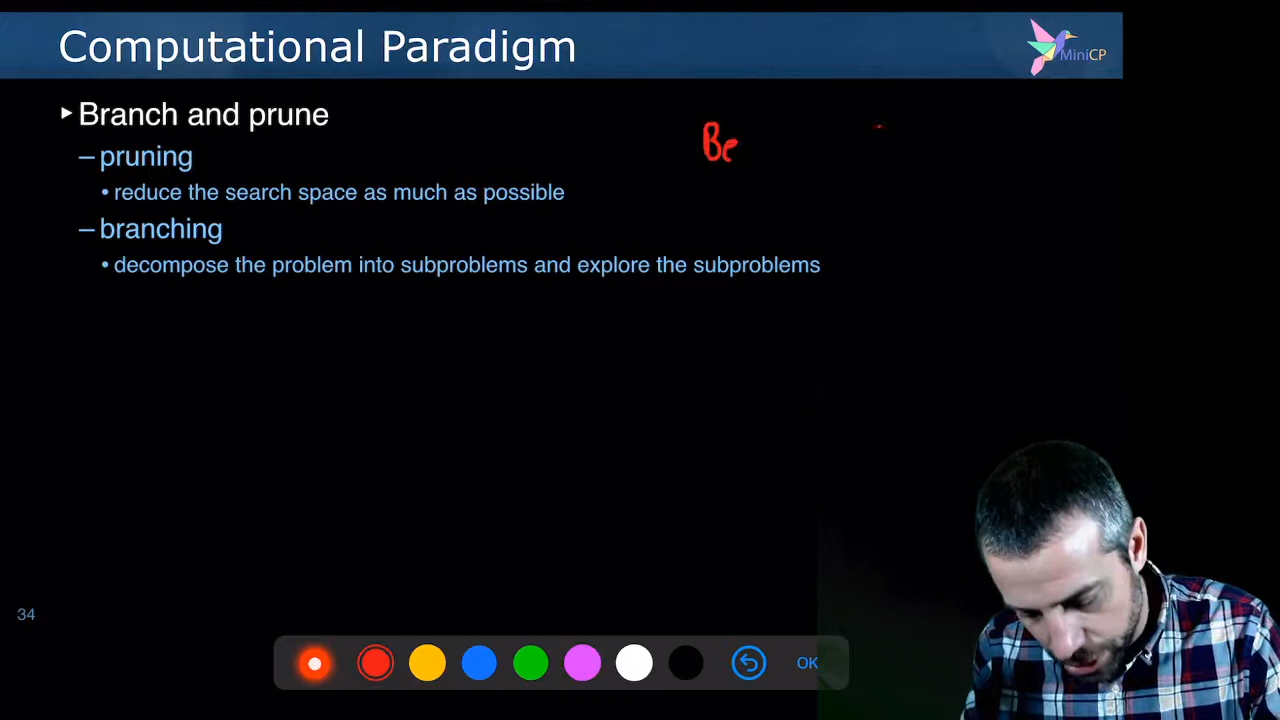 Computational Paradigm
MiniCP
▸Branch and prune
– pruning
• reduce the search space as much as possible
Be
– branching
• decompose the problem into subproblems and explore the subproblems
34
OK